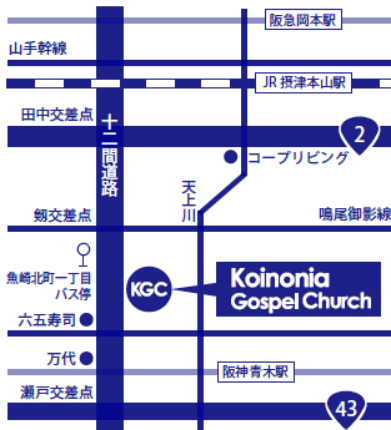 阪急岡本駅
山手幹線
JR 摂津本山駅
田中交差点
2
十二間道路
コープリビング
天上川
剱交差点
鳴尾御影線
魚崎北町一丁目
バス停
KGC
Koinonia
Gospel Church
六五寿司
万代
阪神青木駅
瀬戸交差点
43